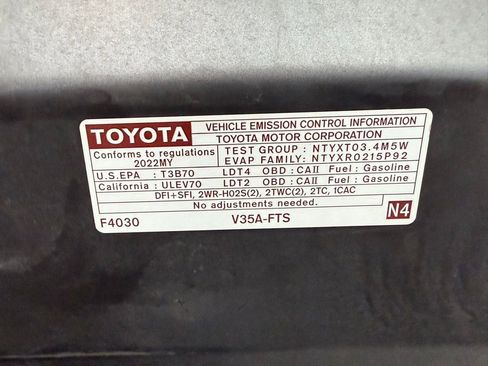 TOYOTA
VEHICLE EMISSION CONTROL INFORMATION
TOYOTA MOTOR CORPORATION
Conforms to regulations
2022MY
TEST GROUP : NTYXT03.4M5W
EVAP FAMILY: NTYXR0215P92
U.S.EPA : T3B70 LDT4 OBD : CAII Fuel : Gasoline
California : ULEV70 LDT2 OBD : CAII Fuel : Gasoline
DFI+SFI, 2WR-HO2S(2), 2TWC(2), 2TC, 1CAC
No adjustments needed.
F4030 V35A-FTS N4